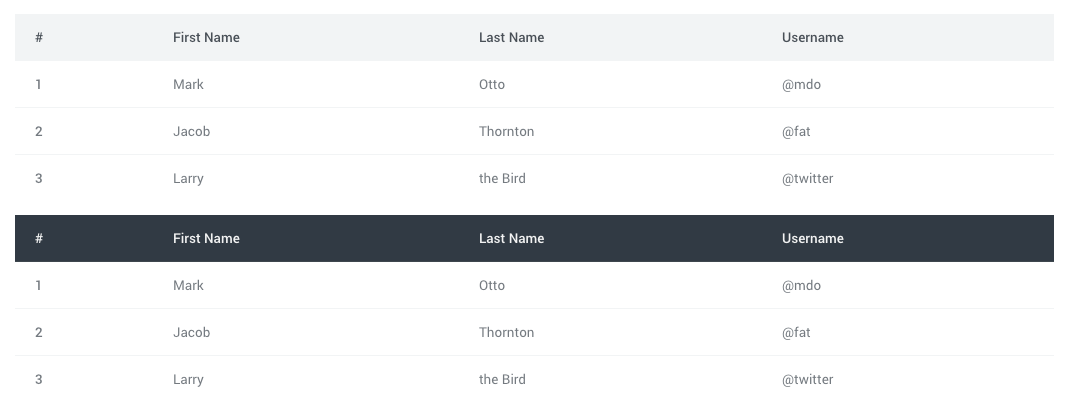 # First Name Last Name Username
1 Mark Otto @mdo
2 Jacob Thornton @fat
3 Larry the Bird @twitter
# First Name Last Name Username
1 Mark Otto @mdo
2 Jacob Thornton @fat
3 Larry the Bird @twitter